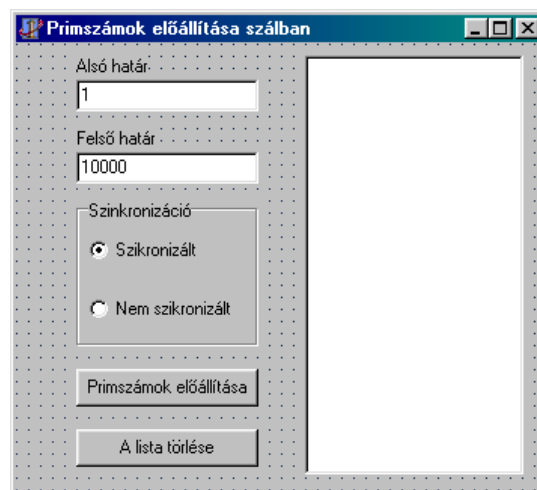 Primszámok előállítása szálban
Alsó határ
1
Felső határ
10000
Szinkronizáció
Szikronizált
Nem szikronizált
Primszámok előállítása
A lista törlése